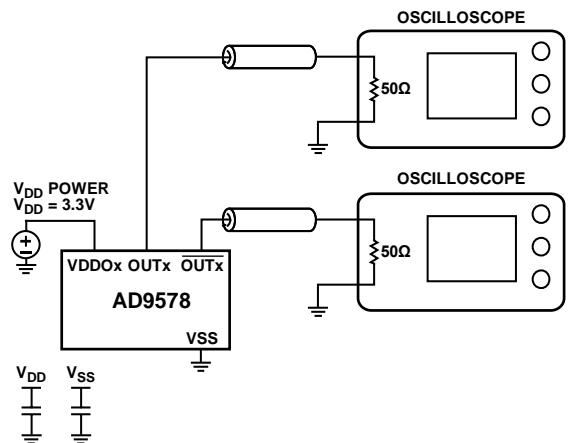 OSCILLOSCOPE
50Ω
OSCILLOSCOPE
50Ω
VDD POWER
VDD = 3.3V
VDDOx OUTx OUTx
AD9578
VSS
VDD VSS